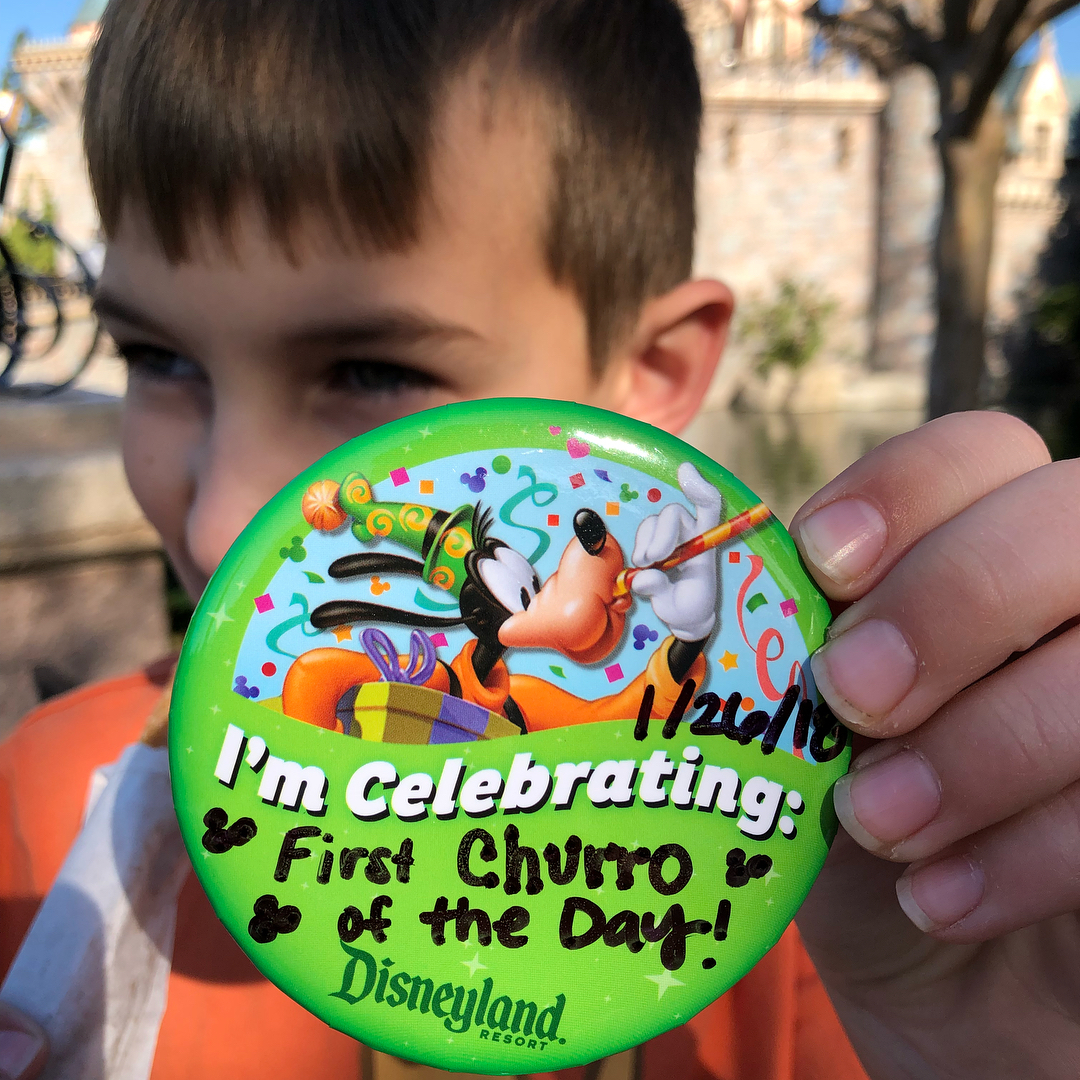 1/26/18
I'm Celebrating:
First Churro
of the Day!
Disneyland
RESORT